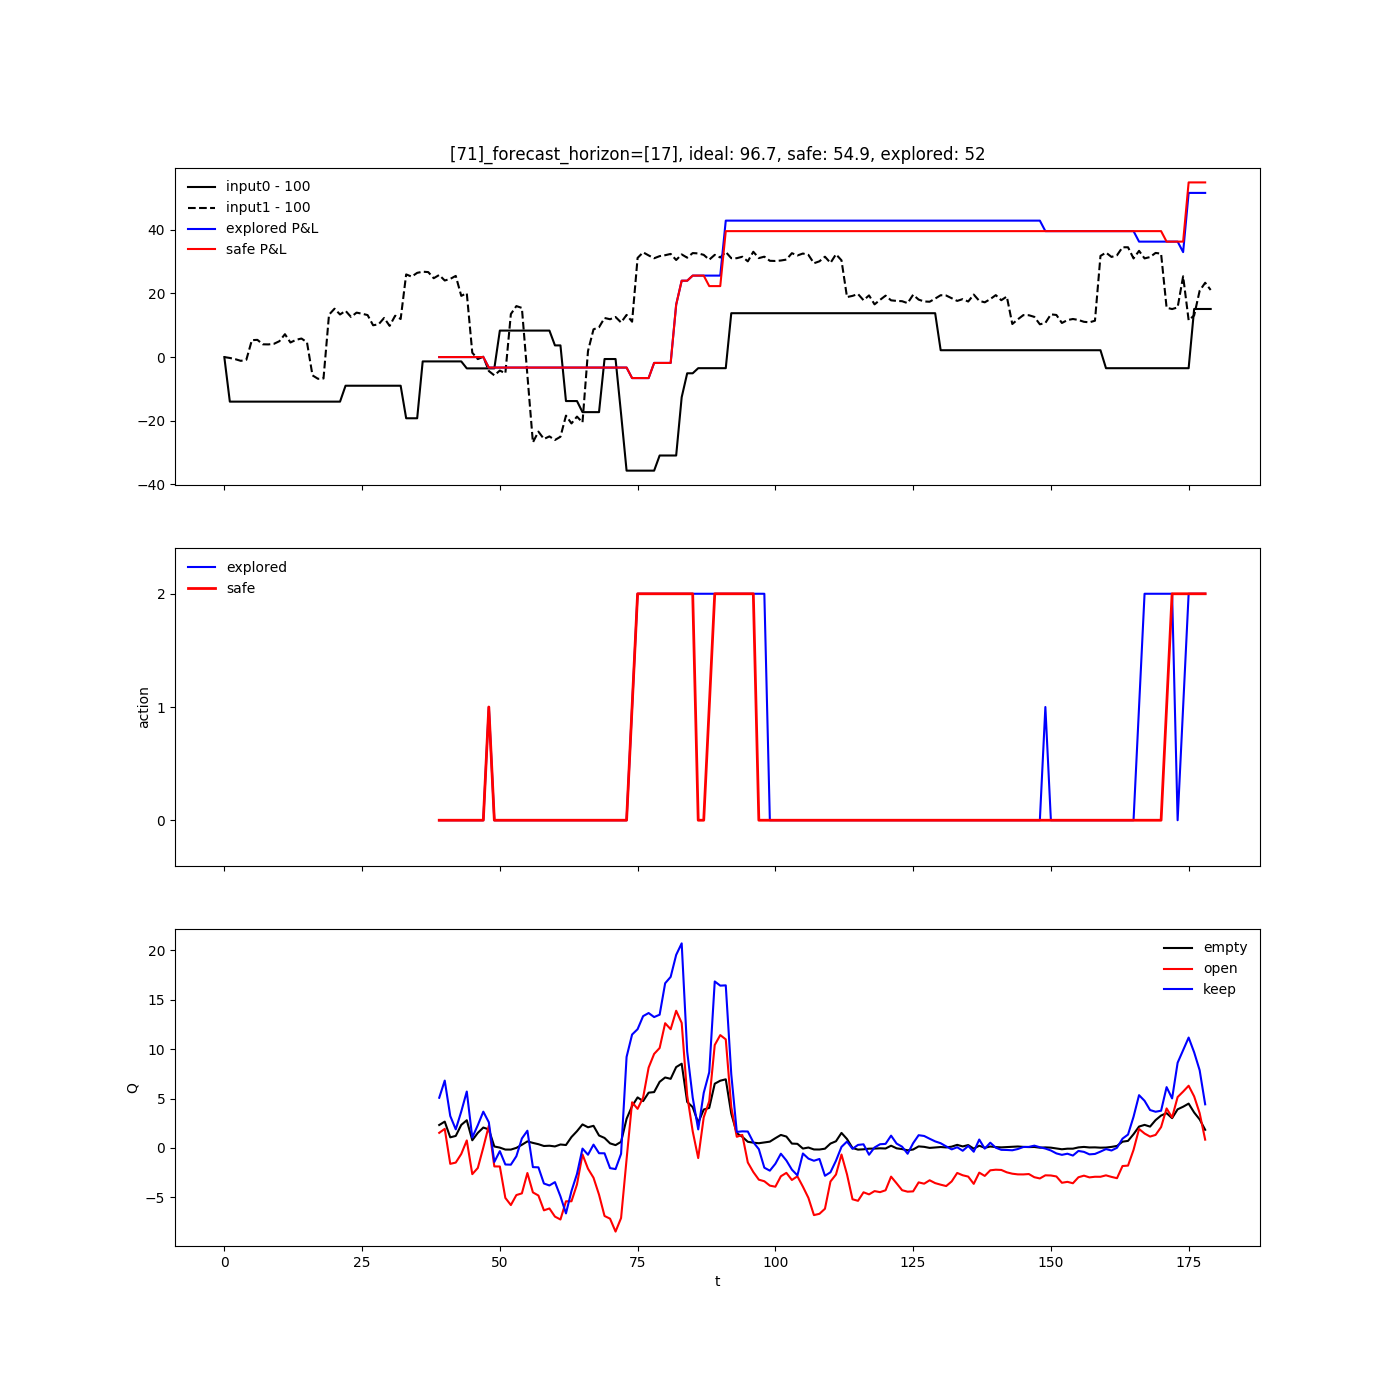 [71]_forecast_horizon=[17], ideal: 96.7, safe: 54.9, explored: 52
input0 - 100
input1 - 100
explored P&L
safe P&L
40
20
0
−20
−40
explored
safe
2
1
0
action
empty
open
keep
20
15
10
5
0
−5
Q
0 25 50 75 100 125 150 175
t